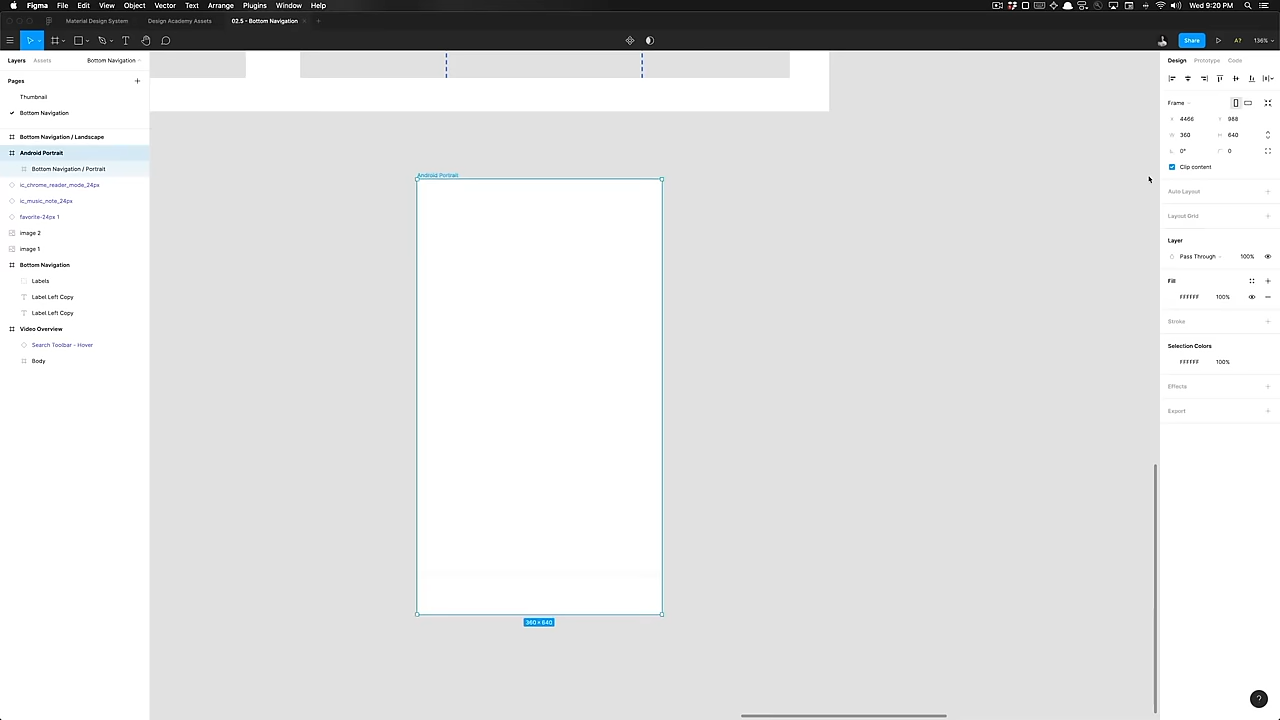 Figma File Edit View Object Vector Text Arrange Plugins Window Help Wed 9:20 PM
Material Design System Design Academy Assets 02.5 - Bottom Navigation
Share A? 136%
Layers Assets Bottom Navigation Design Prototype Code
Pages
Thumbnail
Bottom Navigation
Bottom Navigation / Landscape
Android Portrait
Bottom Navigation / Portrait
ic_chrome_reader_mode_24px
ic_music_note_24px
favorite-24px 1
image 2
image 1
Bottom Navigation
Labels
Label Left Copy
Label Left Copy
Video Overview
Search Toolbar - Hover
Body
Android Portrait
360 × 640
Frame
X 4466 Y 988
W 360 H 640
0° 0
Clip content
Auto Layout
Layout Grid
Layer
Pass Through 100%
Fill
FFFFFF 100%
Stroke
Selection Colors
FFFFFF 100%
Effects
Export
?